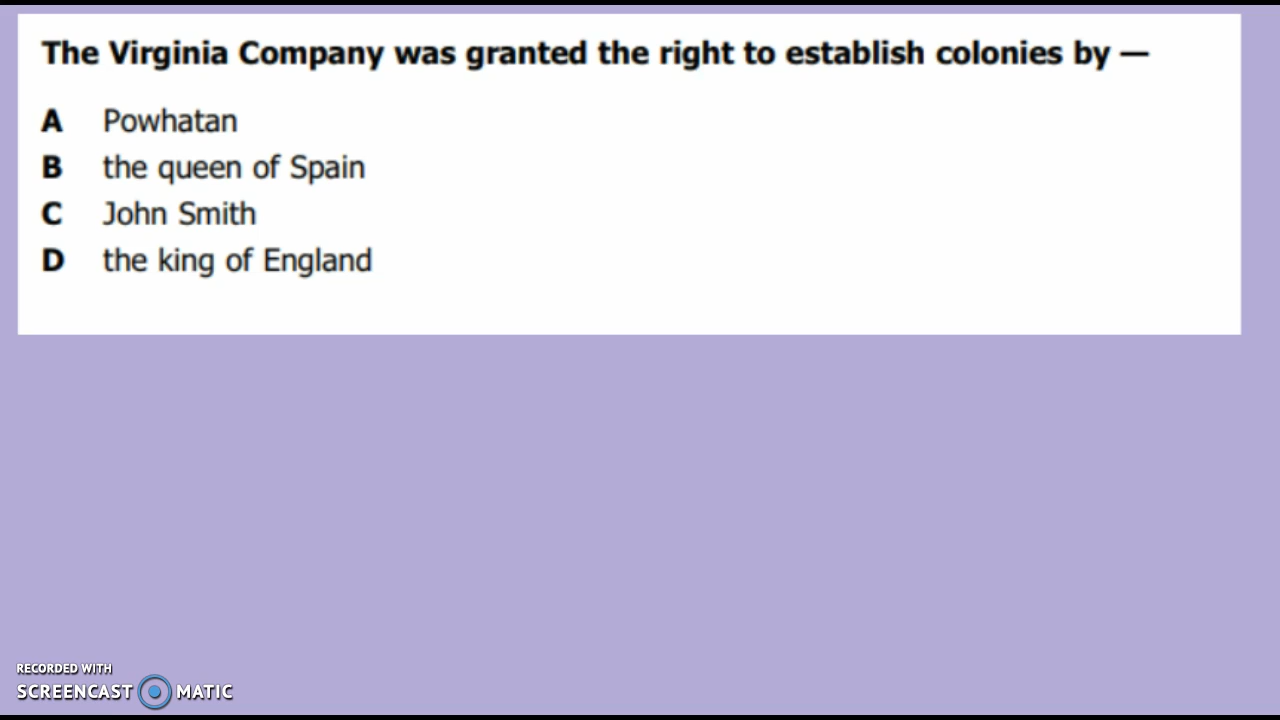 The Virginia Company was granted the right to establish colonies by —
A Powhatan
B the queen of Spain
C John Smith
D the king of England
RECORDED WITH
SCREENCAST MATIC